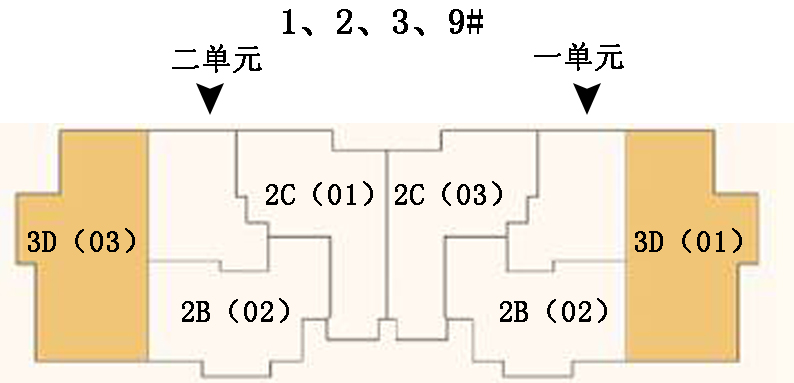 1、2、3、9#
二单元
一单元
2C（01）
2C（03）
3D（03）
3D（01）
2B（02）
2B（02）